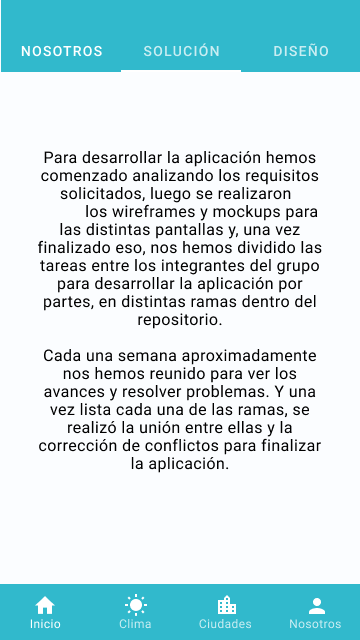 NOSOTROS SOLUCIÓN DISEÑO
Para desarrollar la aplicación hemos
comenzado analizando los requisitos
solicitados, luego se realizaron
los wireframes y mockups para
las distintas pantallas y, una vez
finalizado eso, nos hemos dividido las
tareas entre los integrantes del grupo
para desarrollar la aplicación por
partes, en distintas ramas dentro del
repositorio.
Cada una semana aproximadamente
nos hemos reunido para ver los
avances y resolver problemas. Y una
vez lista cada una de las ramas, se
realizó la unión entre ellas y la
corrección de conflictos para finalizar
la aplicación.
Inicio Clima Ciudades Nosotros